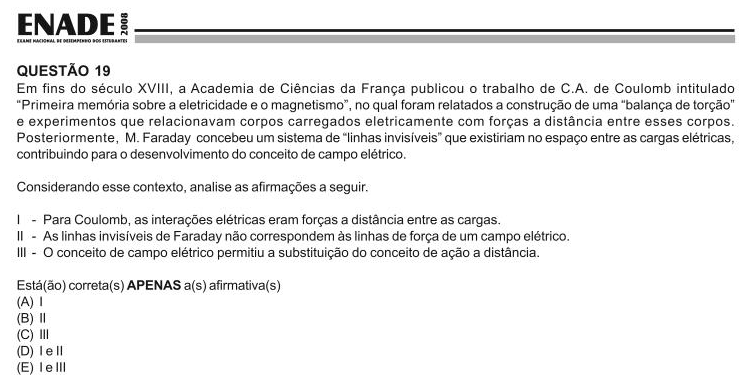 ENADE 2008
EXAME NACIONAL DE DESEMPENHO DOS ESTUDANTES
QUESTÃO 19
Em fins do século XVIII, a Academia de Ciências da França publicou o trabalho de C.A. de Coulomb intitulado
“Primeira memória sobre a eletricidade e o magnetismo”, no qual foram relatados a construção de uma “balança de torção”
e experimentos que relacionavam corpos carregados eletricamente com forças a distância entre esses corpos.
Posteriormente, M. Faraday concebeu um sistema de “linhas invisíveis” que existiriam no espaço entre as cargas elétricas,
contribuindo para o desenvolvimento do conceito de campo elétrico.
Considerando esse contexto, analise as afirmações a seguir.
I - Para Coulomb, as interações elétricas eram forças a distância entre as cargas.
II - As linhas invisíveis de Faraday não correspondem às linhas de força de um campo elétrico.
III - O conceito de campo elétrico permitiu a substituição do conceito de ação a distância.
Está(ão) correta(s) APENAS a(s) afirmativa(s)
(A) I
(B) II
(C) III
(D) I e II
(E) I e III